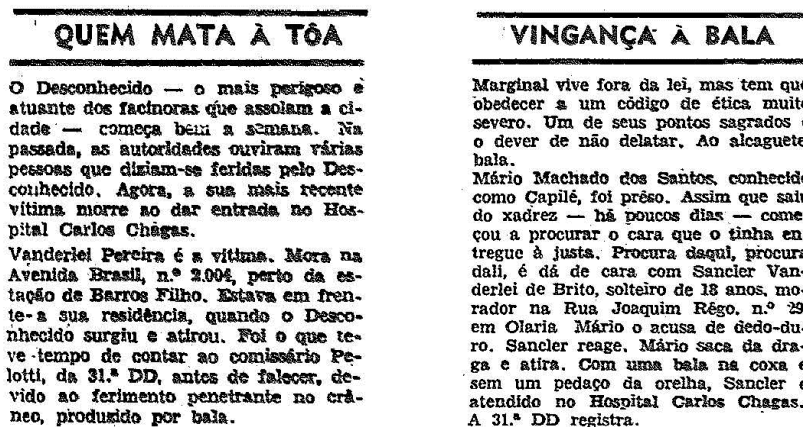 QUEM MATA À TÔA
O Desconhecido — o mais perigoso e
atuante dos facínoras que assolam a ci-
dade — começa bem a semana. Na
passada, as autoridades ouviram várias
pessoas que diziam-se feridas pelo Des-
conhecido. Agora, a sua mais recente
vítima morre ao dar entrada no Hos-
pital Carlos Chagas.
Vanderlei Pereira é a vítima. Mora na
Avenida Brasil, n.º 2.004, perto da es-
tação de Barros Filho. Estava em fren-
te a sua residência, quando o Desco-
nhecido surgiu e atirou. Foi o que te-
ve tempo de contar ao comissário Pe-
lotti, da 31.ª DD, antes de falecer, de-
vido ao ferimento penetrante no crâ-
neo, produzido por bala.
VINGANÇA À BALA
Marginal vive fora da lei, mas tem que
obedecer a um código de ética muito
severo. Um de seus pontos sagrados é
o dever de não delatar. Ao alcaguete
bala.
Mário Machado dos Santos, conhecido
como Capilé, foi prêso. Assim que saiu
do xadrez — há poucos dias — come-
çou a procurar o cara que o tinha en-
tregue à justa. Procura daqui, procura
dali, é dá de cara com Sancler Van-
derlei de Brito, solteiro de 18 anos, mo-
rador na Rua Joaquim Rêgo, n.º 29
em Olaria Mário o acusa de dedo-du-
ro. Sancler reage. Mário saca da dra-
ga e atira. Com uma bala na coxa e
sem um pedaço da orelha, Sancler é
atendido no Hospital Carlos Chagas.
A 31.ª DD registra.